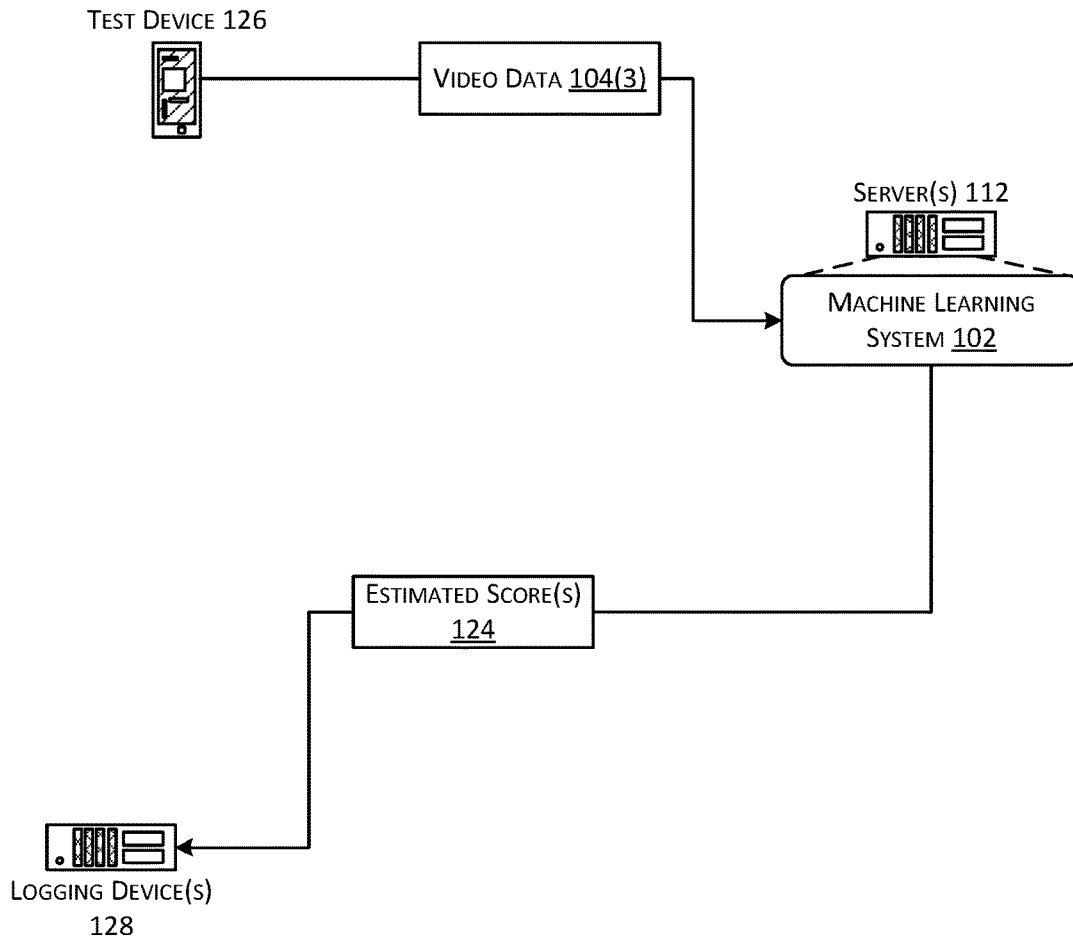 TEST DEVICE 126
VIDEO DATA 104(3)
SERVER(S) 112
MACHINE LEARNING
SYSTEM 102
ESTIMATED SCORE(S)
124
LOGGING DEVICE(S)
128